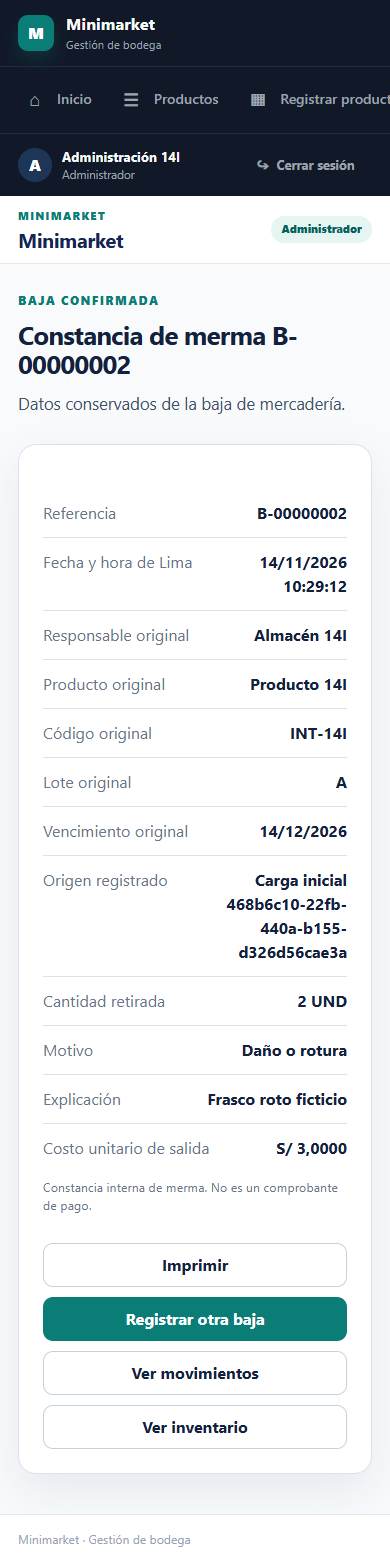 M
Minimarket
Gestión de bodega
Inicio
Productos
Registrar product
A
Administración 14I
Administrador
Cerrar sesión
MINIMARKET
Minimarket
Administrador
BAJA CONFIRMADA
Constancia de merma B-
00000002
Datos conservados de la baja de mercadería.
Referencia B-00000002
Fecha y hora de Lima 14/11/2026
10:29:12
Responsable original Almacén 14I
Producto original Producto 14I
Código original INT-14I
Lote original A
Vencimiento original 14/12/2026
Origen registrado Carga inicial
468b6c10-22fb-
440a-b155-
d326d56cae3a
Cantidad retirada 2 UND
Motivo Daño o rotura
Explicación Frasco roto ficticio
Costo unitario de salida S/ 3,0000
Constancia interna de merma. No es un comprobante
de pago.
Imprimir
Registrar otra baja
Ver movimientos
Ver inventario
Minimarket · Gestión de bodega